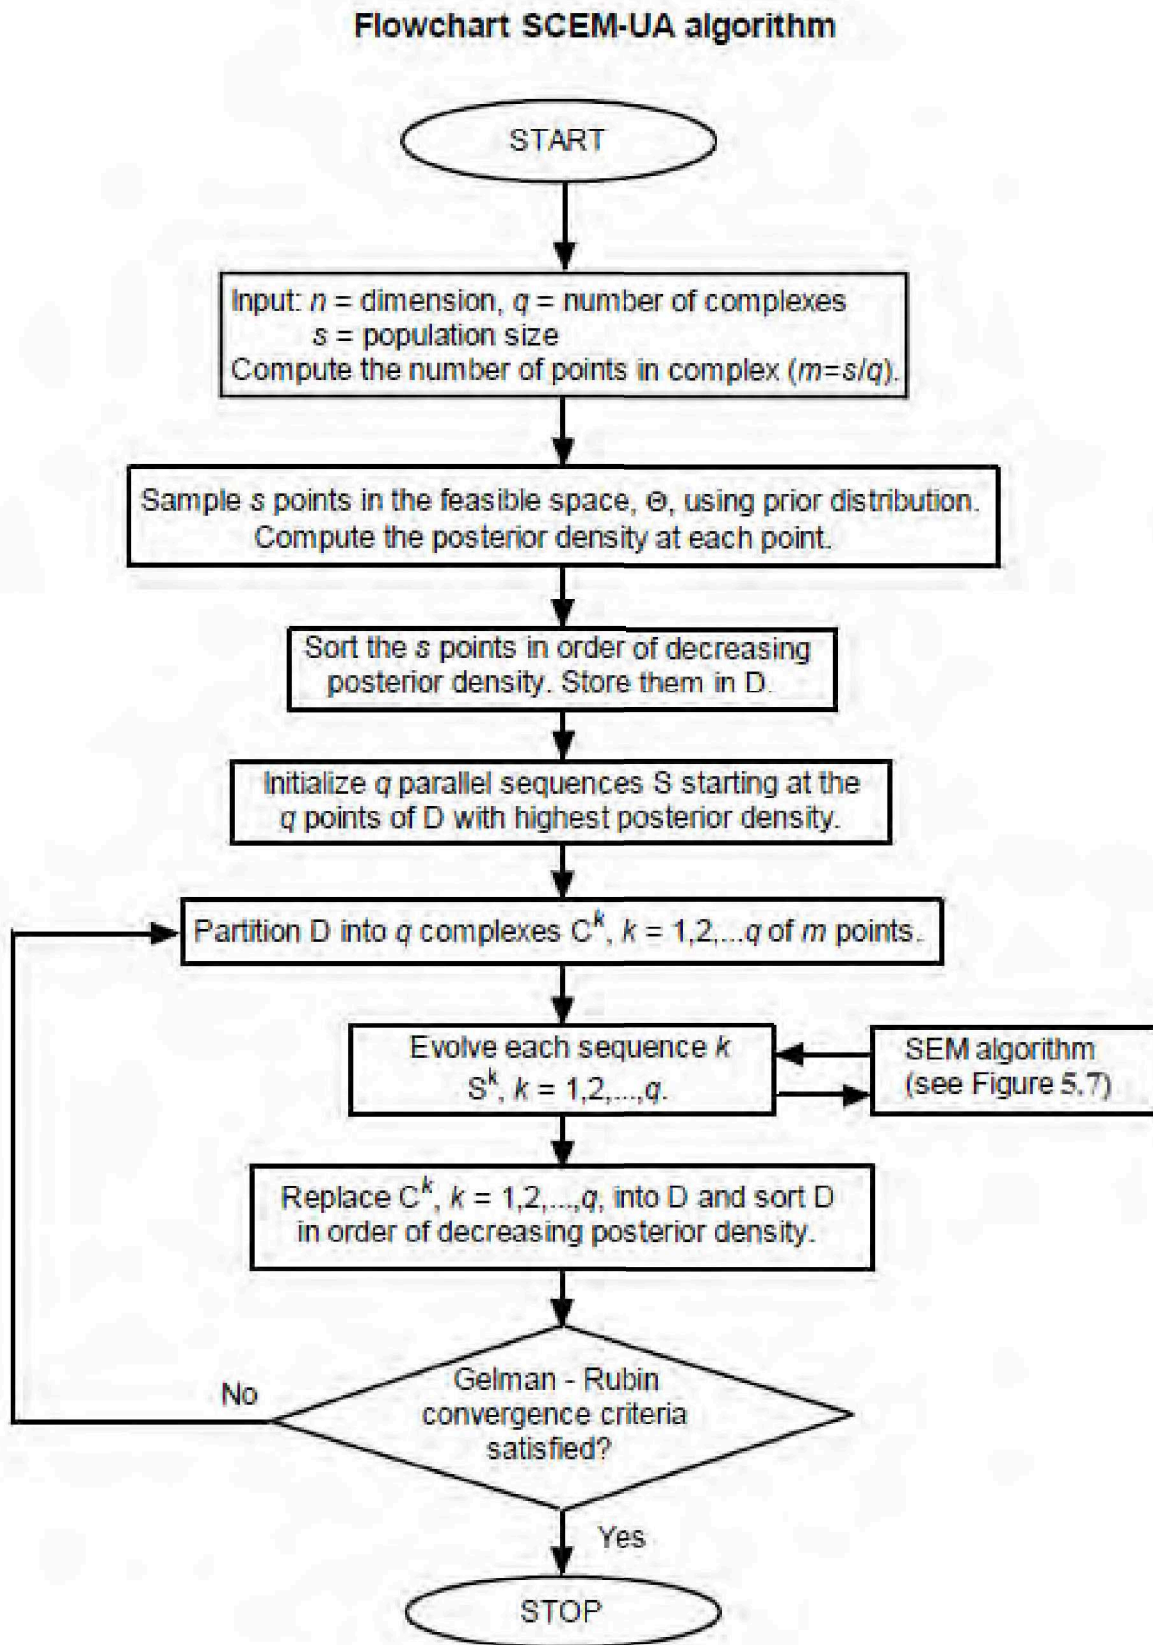 Flowchart SCEM-UA algorithm
START
Input: n = dimension, q = number of complexes
s = population size
Compute the number of points in complex (m=s/q).
Sample s points in the feasible space, Θ, using prior distribution.
Compute the posterior density at each point.
Sort the s points in order of decreasing
posterior density. Store them in D.
Initialize q parallel sequences S starting at the
q points of D with highest posterior density.
Partition D into q complexes C^k, k = 1,2,...q of m points.
Evolve each sequence k
S^k, k = 1,2,...,q.
SEM algorithm
(see Figure 5.7)
Replace C^k, k = 1,2,...,q, into D and sort D
in order of decreasing posterior density.
Gelman - Rubin
convergence criteria
satisfied?
No
Yes
STOP